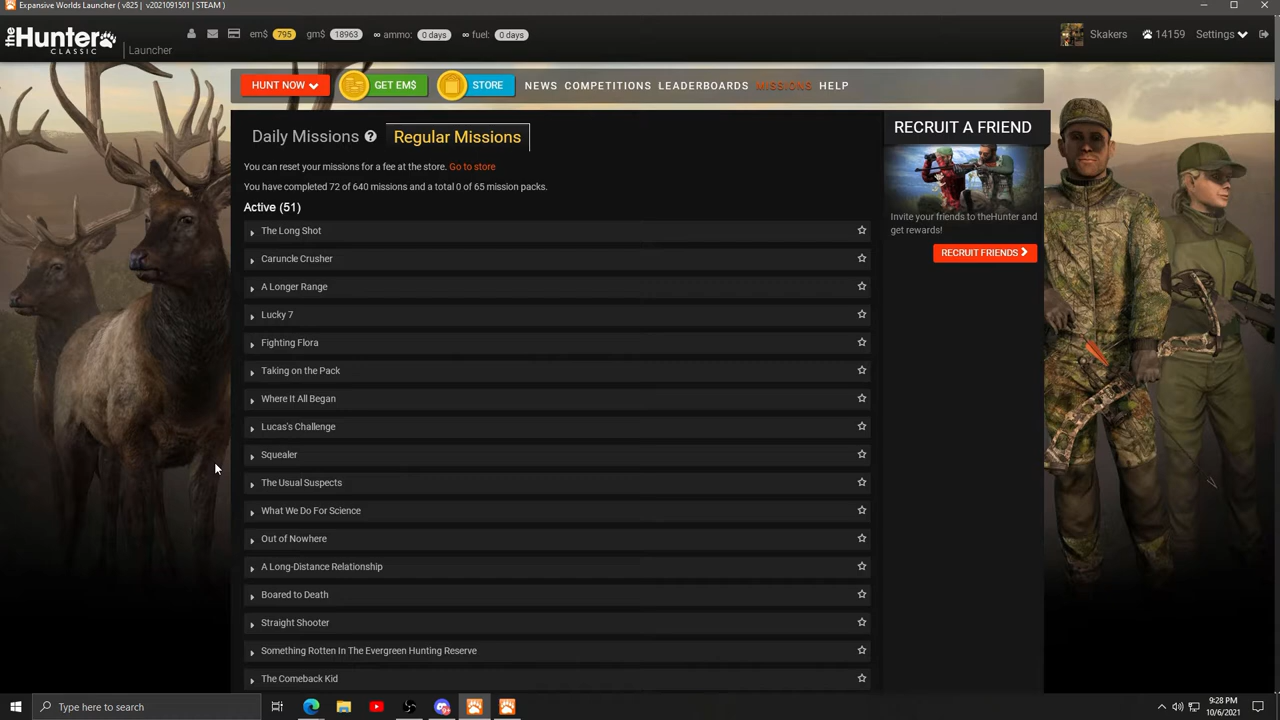 Expansive Worlds Launcher ( v825 | v2021091501 | STEAM )
theHunter CLASSIC | Launcher em$ 795 gm$ 18963 ∞ ammo: 0 days ∞ fuel: 0 days Skakers 14159 Settings
HUNT NOW GET EM$ STORE NEWS COMPETITIONS LEADERBOARDS MISSIONS HELP
Daily Missions ? Regular Missions
You can reset your missions for a fee at the store. Go to store
You have completed 72 of 640 missions and a total 0 of 65 mission packs.
Active (51)
The Long Shot
Caruncle Crusher
A Longer Range
Lucky 7
Fighting Flora
Taking on the Pack
Where It All Began
Lucas's Challenge
Squealer
The Usual Suspects
What We Do For Science
Out of Nowhere
A Long-Distance Relationship
Boared to Death
Straight Shooter
Something Rotten In The Evergreen Hunting Reserve
The Comeback Kid
RECRUIT A FRIEND
Invite your friends to theHunter and
get rewards!
RECRUIT FRIENDS
Type here to search
9:28 PM
10/6/2021